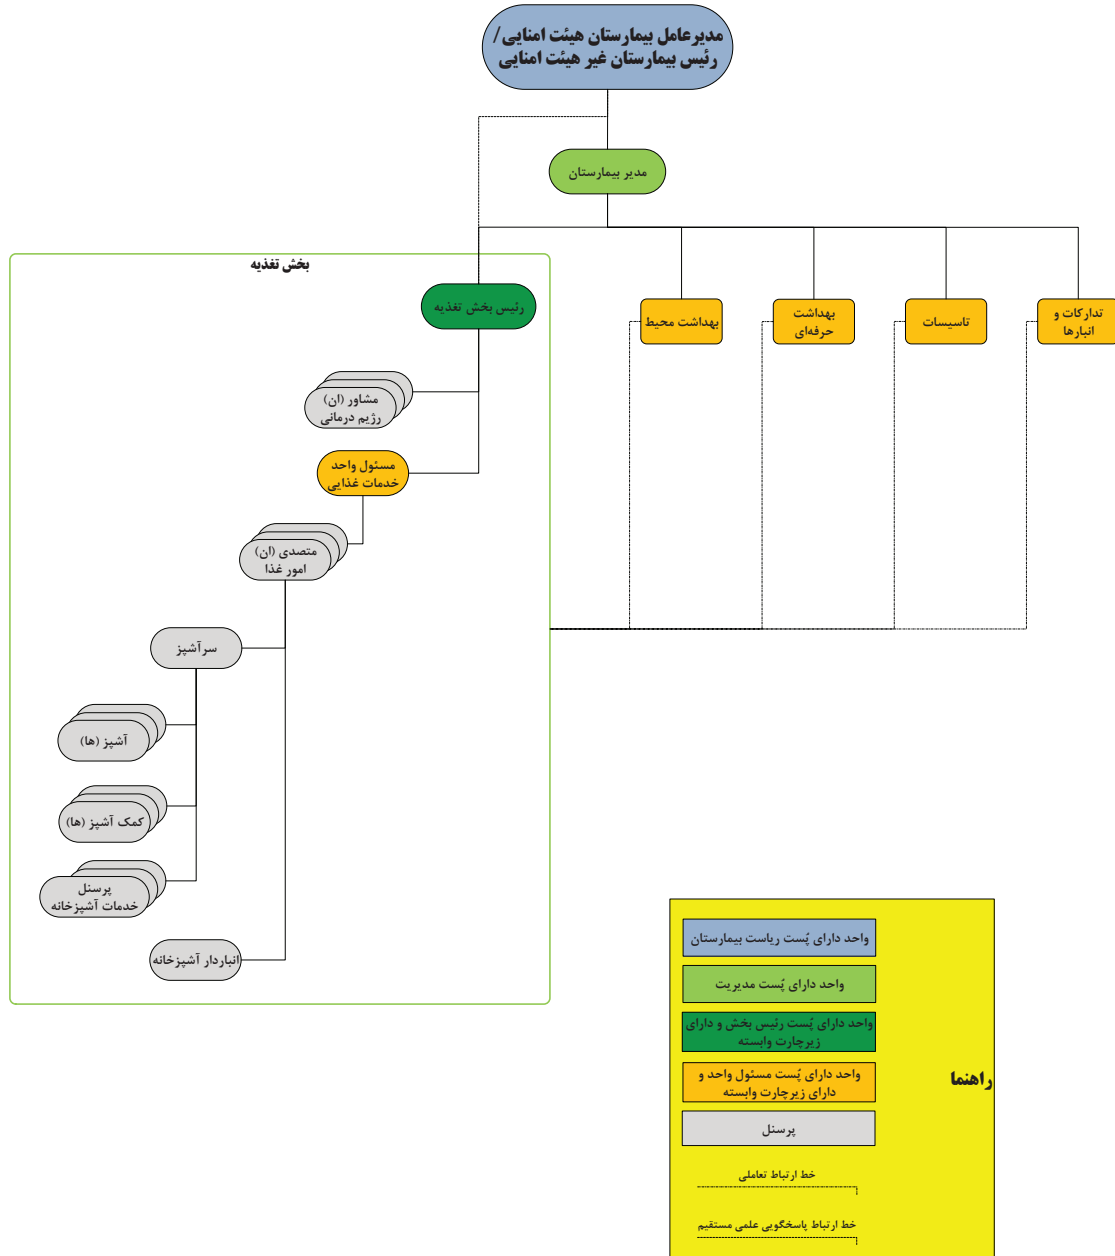 مدیرعامل بیمارستان هیئت امنایی/
رئیس بیمارستان غیر هیئت امنایی
مدیر بیمارستان
بخش تغذیه
رئیس بخش تغذیه
بهداشت محیط
بهداشت
حرفه‌ای
تاسیسات
تدارکات و
انبارها
مشاور (ان)
رژیم درمانی
مسئول واحد
خدمات غذایی
متصدی (ان)
امور غذا
سرآشپز
آشپز (ها)
کمک آشپز (ها)
پرسنل
خدمات آشپزخانه
انباردار آشپزخانه
راهنما
واحد دارای پُست ریاست بیمارستان
واحد دارای پُست مدیریت
واحد دارای پُست رئیس بخش و دارای
زیرچارت وابسته
واحد دارای پُست مسئول واحد و
دارای زیرچارت وابسته
پرسنل
خط ارتباط تعاملی
خط ارتباط پاسخگویی علمی مستقیم